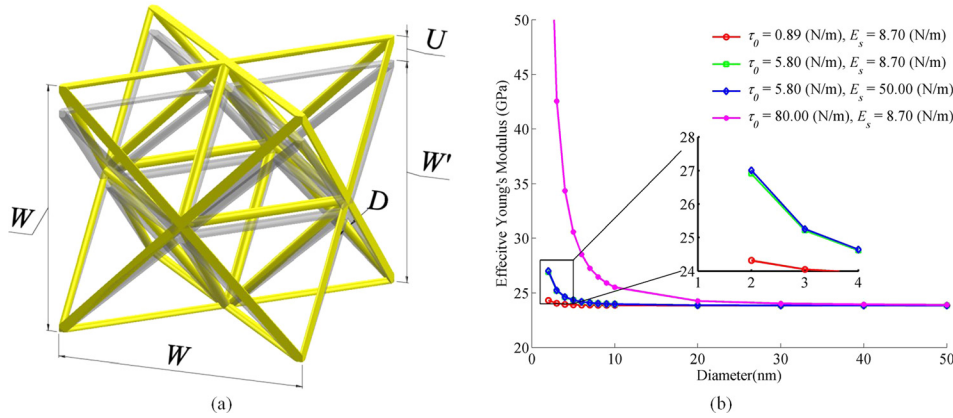 U
W'
W
D
W
(a)
(b)
Effecitve Young's Modulus (GPa)
50
45
40
35
30
25
20
0
10
20
30
40
50
Diameter(nm)
τ0 = 0.89 (N/m), Es = 8.70 (N/m)
τ0 = 5.80 (N/m), Es = 8.70 (N/m)
τ0 = 5.80 (N/m), Es = 50.00 (N/m)
τ0 = 80.00 (N/m), Es = 8.70 (N/m)
28
27
26
25
24
1
2
3
4